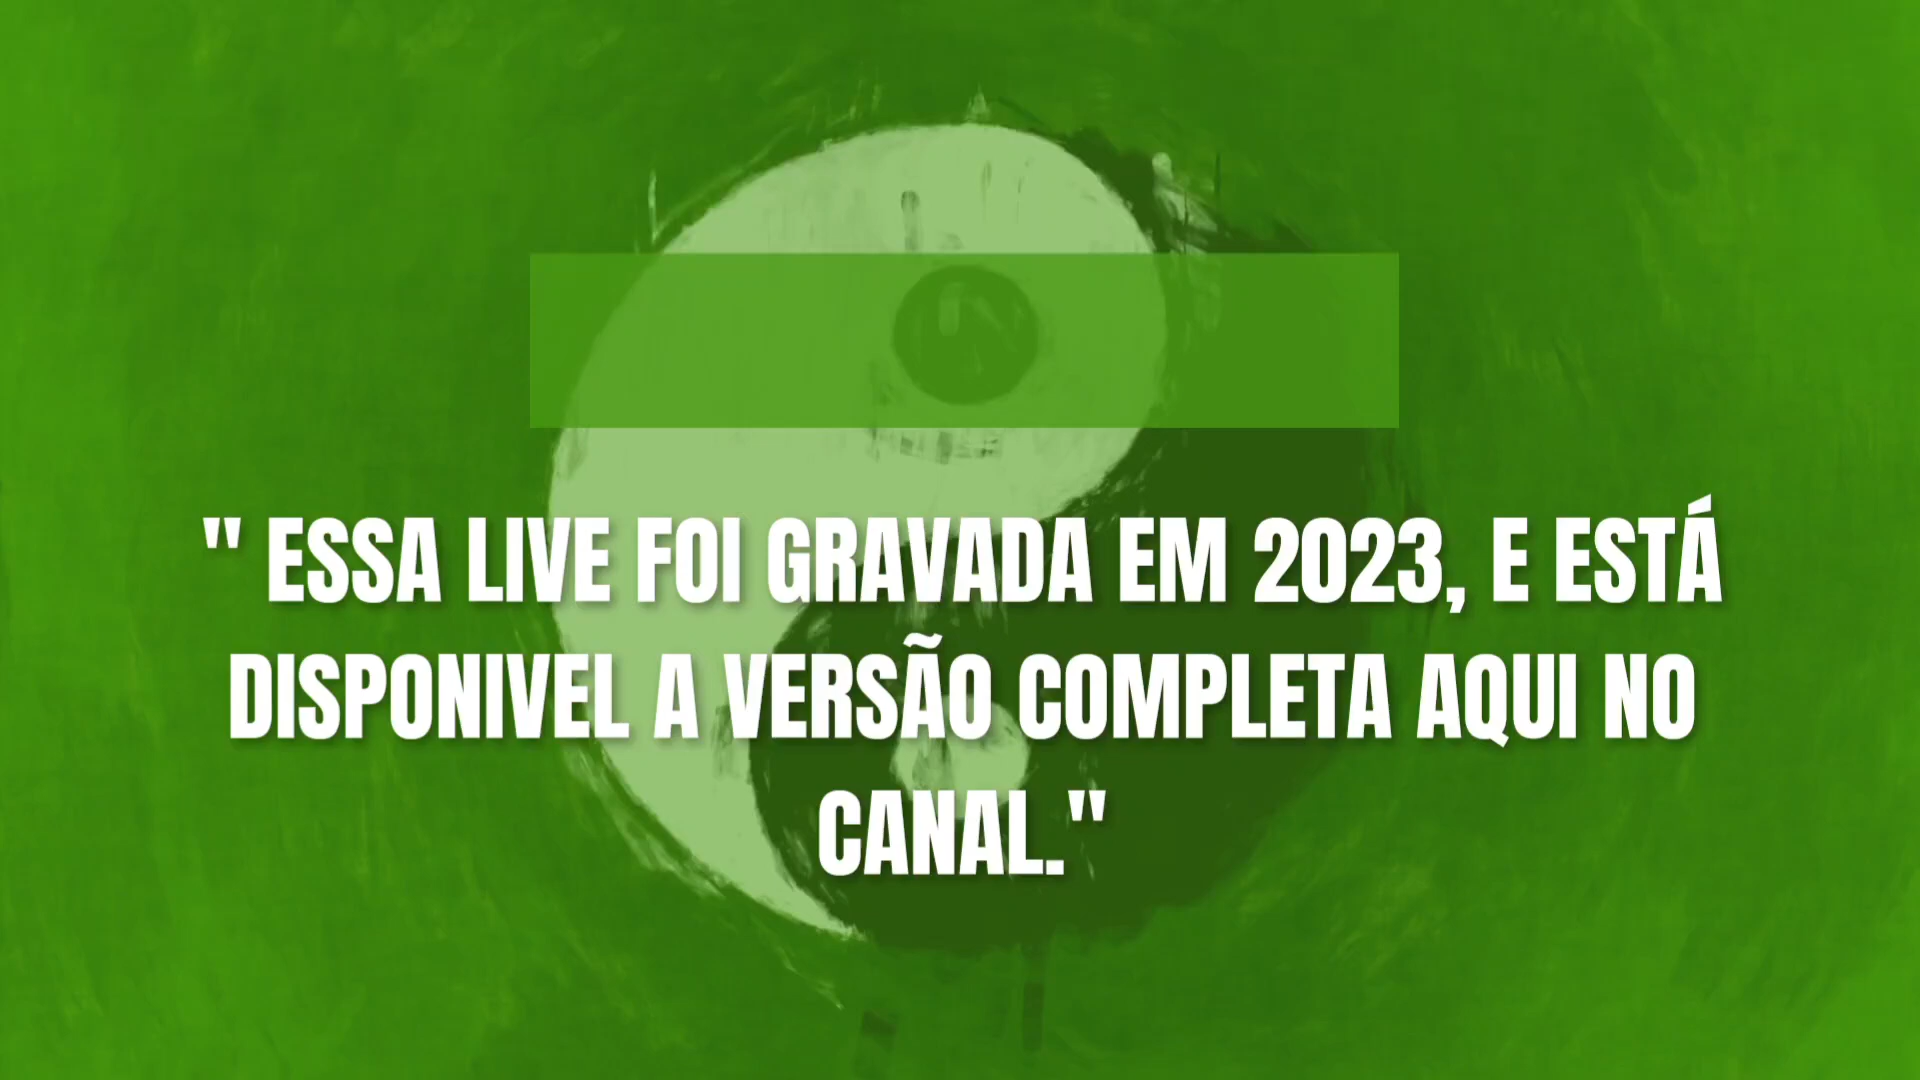 " ESSA LIVE FOI GRAVADA EM 2023, E ESTÁ
DISPONIVEL A VERSÃO COMPLETA AQUI NO
CANAL."